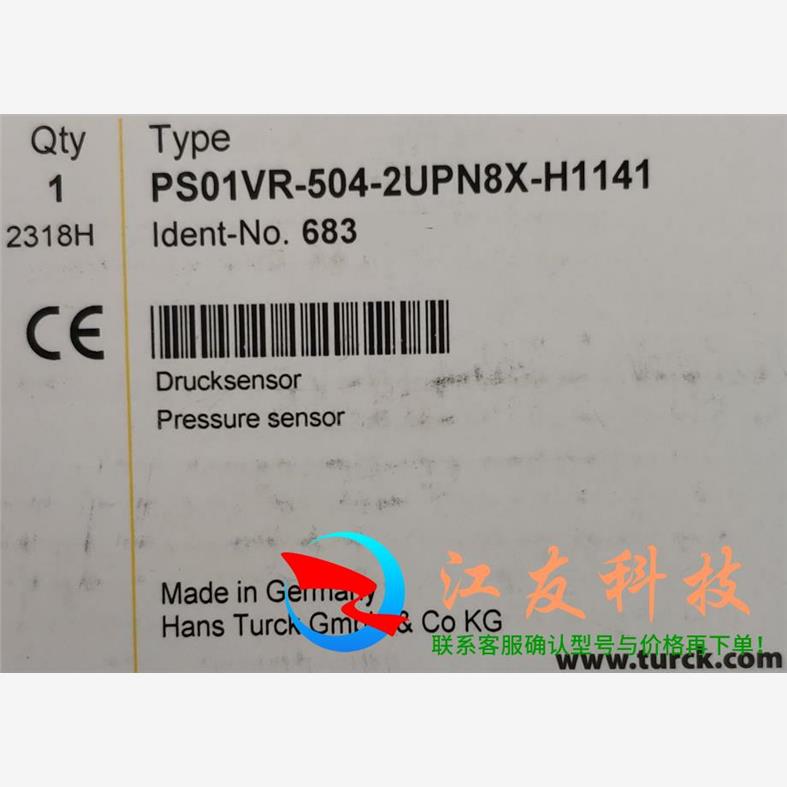 Qty Type
1 PS01VR-504-2UPN8X-H1141
2318H Ident-No. 683
CE
Drucksensor
Pressure sensor
江友科技
Made in Germany
Hans Turck GmbH & Co KG
联系客服确认型号与价格再下单!
www.turck.com